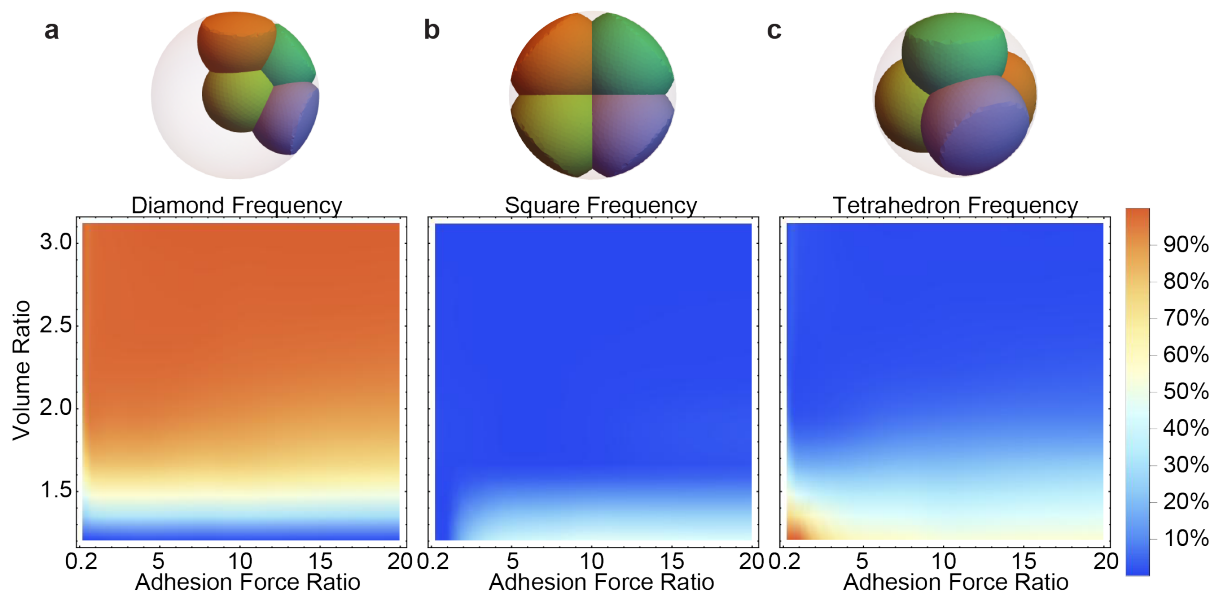 a b c
Diamond Frequency Square Frequency Tetrahedron Frequency
3.0
2.5
2.0
1.5
Volume Ratio
0.2 5 10 15 20 0.2 5 10 15 20 0.2 5 10 15 20
Adhesion Force Ratio Adhesion Force Ratio Adhesion Force Ratio
90%
80%
70%
60%
50%
40%
30%
20%
10%